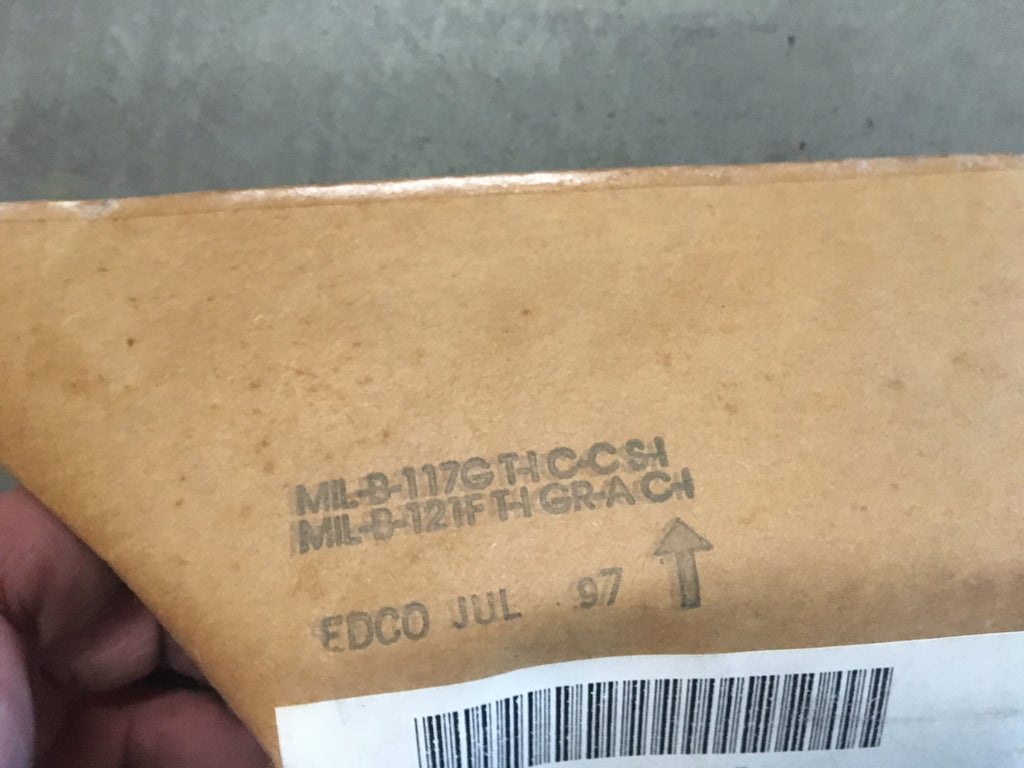 MIL-B-117G T-I C-C S-I
MIL-B-121F T-I GR-A C-I
EDCO JUL 97